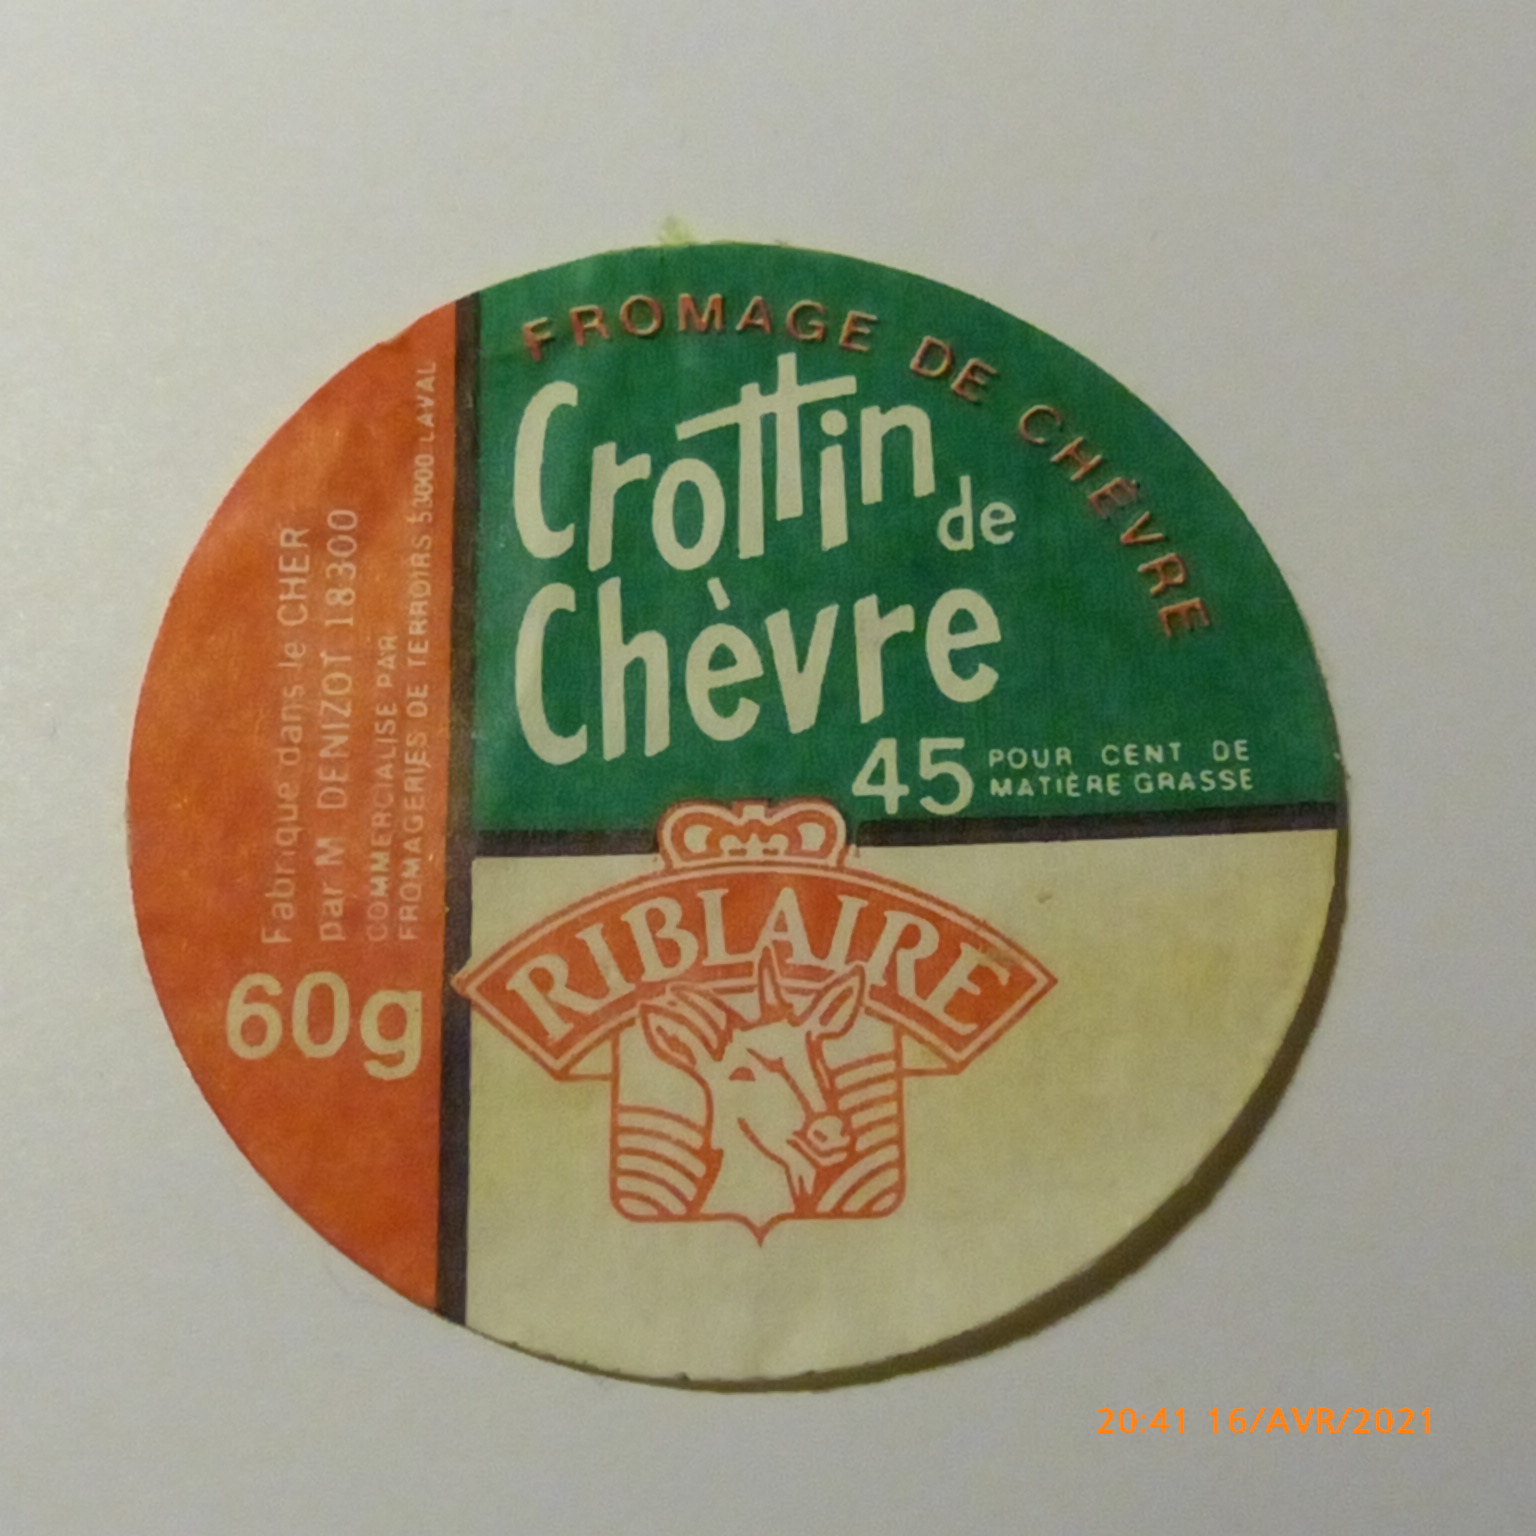 FROMAGE DE CHÈVRE
Crottin de
Chèvre
45 POUR CENT DE
MATIÈRE GRASSE
Fabrique dans le CHER
par M DENIZOT 18300
COMMERCIALISE PAR
FROMAGERIES DE TERROIRS 53000 LAVAL
60g
RIBLAIRE
20:41 16/AVR/2021